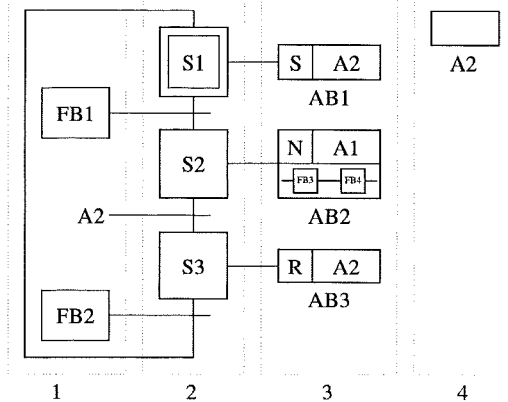 S1
S A2
A2
AB1
FB1
S2
N A1
FB3 FB4
AB2
A2
S3
R A2
AB3
FB2
1 2 3 4